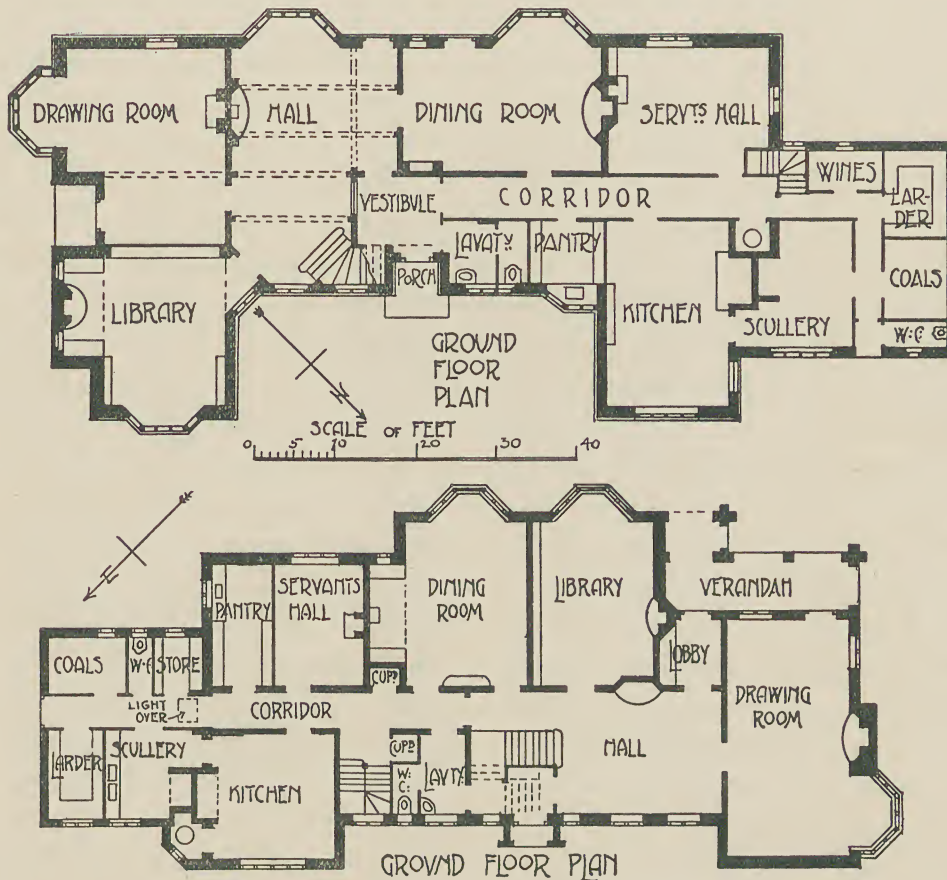 DRAWING ROOM
HALL
DINING ROOM
SERVTS HALL
WINES
LAR-
DER
VESTIBULE
CORRIDOR
LAVATY
PANTRY
PORCH
COALS
LIBRARY
KITCHEN
SCULLERY
W:C
GROUND
FLOOR
PLAN
N
SCALE OF FEET
0 5 10 20 30 40
N
PANTRY
SERVANTS
HALL
DINING
ROOM
LIBRARY
VERANDAH
COALS
W:C
STORE
CUPD
LOBBY
LIGHT
OVER
CORRIDOR
DRAWING
ROOM
LARDER
SCULLERY
KITCHEN
CUPD
W:
C:
LAVTY:
HALL
GROVND FLOOR PLAN